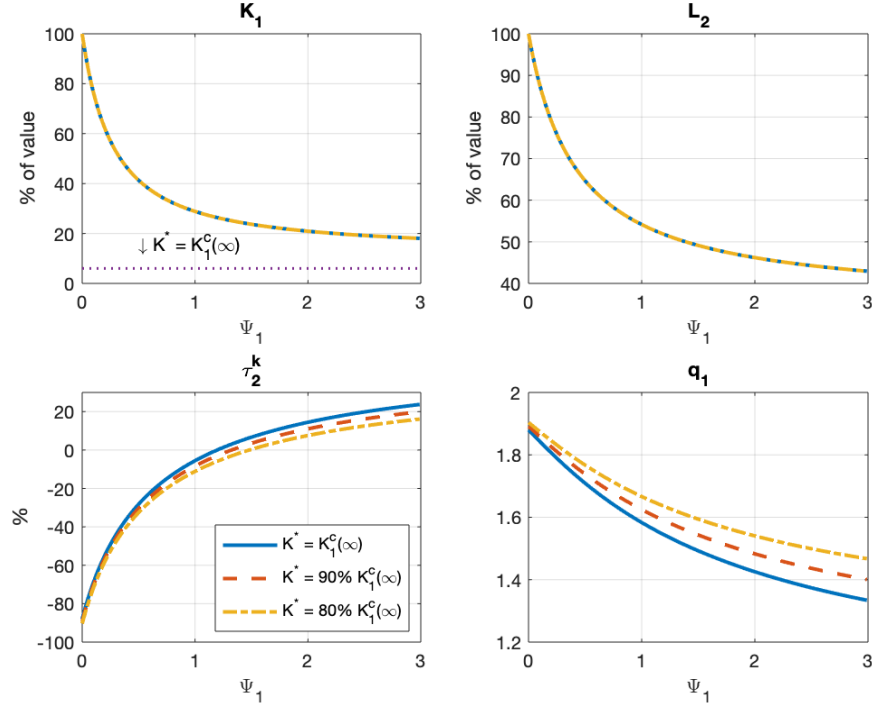 K₁
% of value
100
80
60
40
20
0
↓ K* = K₁ᶜ(∞)
0 1 2 3
Ψ₁
L₂
% of value
100
90
80
70
60
50
40
0 1 2 3
Ψ₁
τ₂ᵏ
%
20
0
-20
-40
-60
-80
-100
K* = K₁ᶜ(∞)
K* = 90% K₁ᶜ(∞)
K* = 80% K₁ᶜ(∞)
0 1 2 3
Ψ₁
q₁
2
1.8
1.6
1.4
1.2
0 1 2 3
Ψ₁